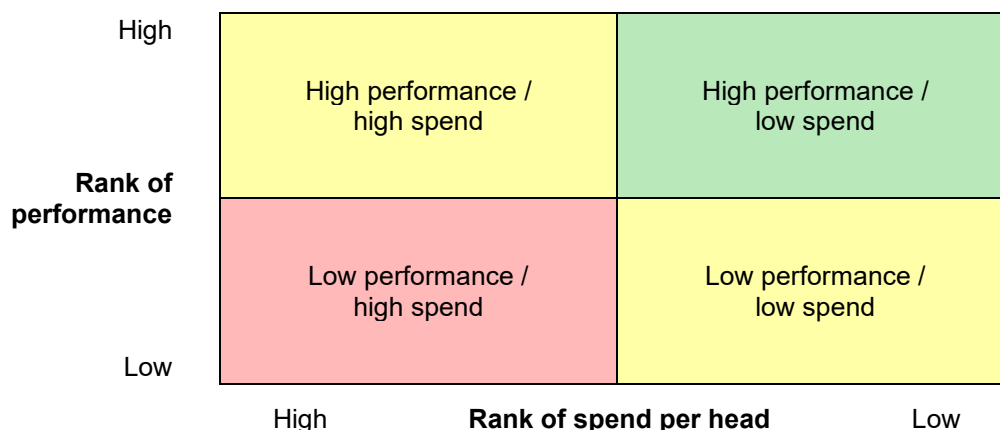 High
High performance /
high spend
High performance /
low spend
Rank of
performance
Low performance /
high spend
Low performance /
low spend
Low
High
Rank of spend per head
Low